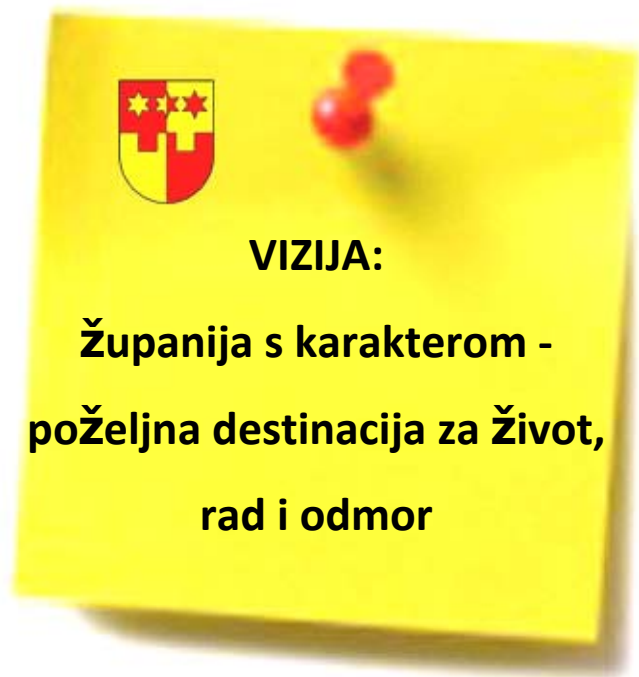 VIZIJA:
Županija s karakterom -
poželjna destinacija za život,
rad i odmor